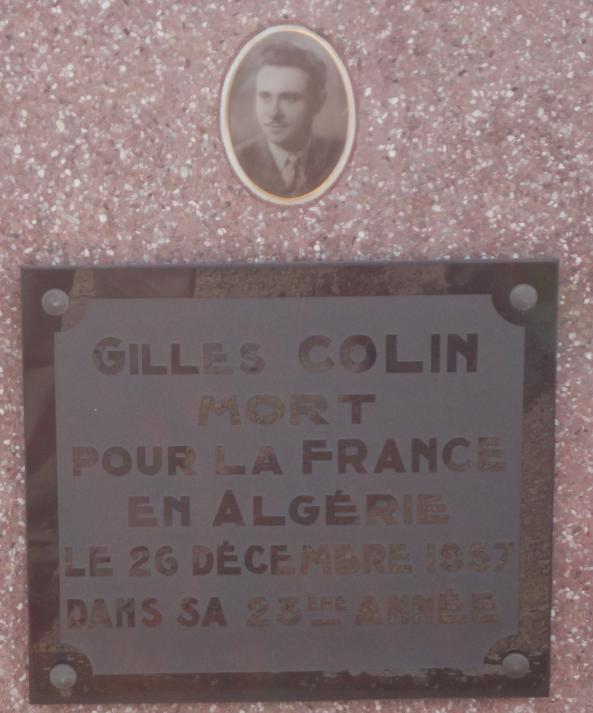 GILLES COLIN
MORT
POUR LA FRANCE
EN ALGÉRIE
LE 26 DÉCEMBRE 1957
DANS SA 23ÈME ANNÉE